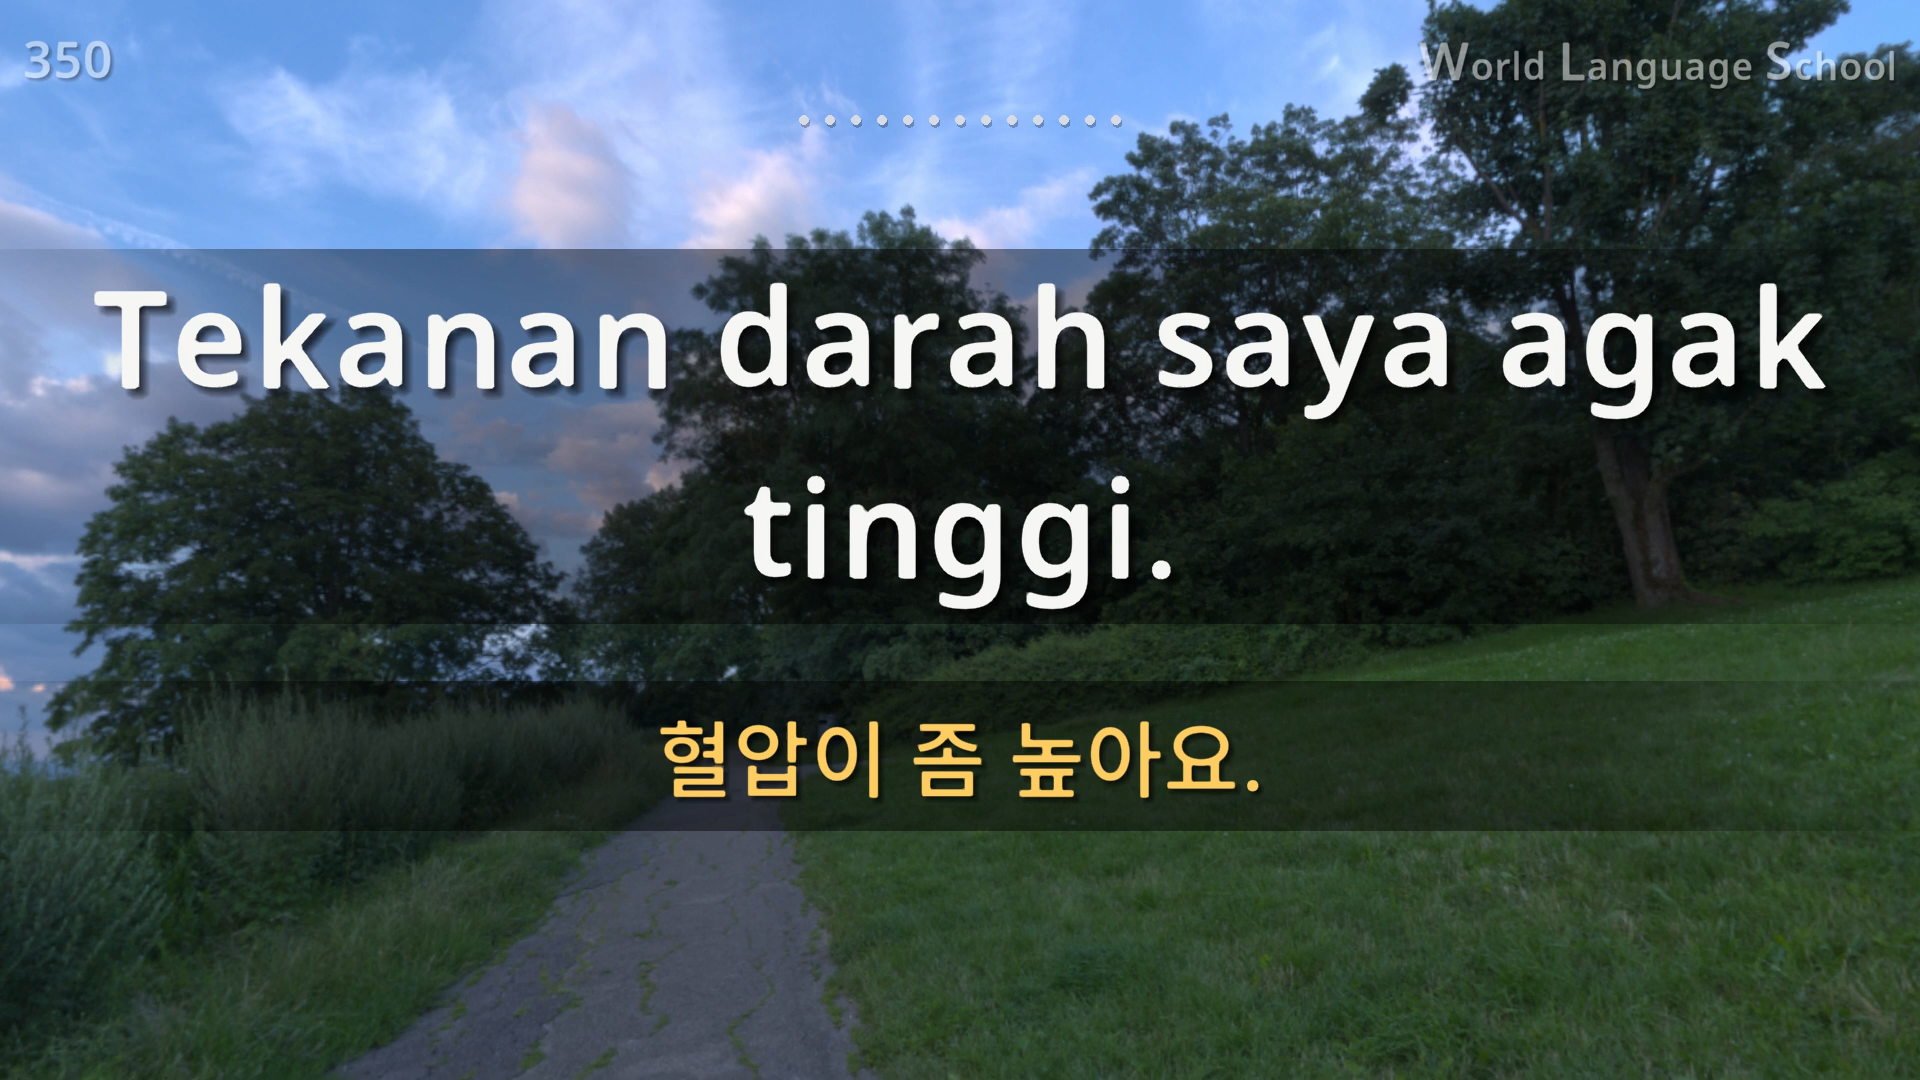 350
World Language School
Tekanan darah saya agak
tinggi.
혈압이 좀 높아요.